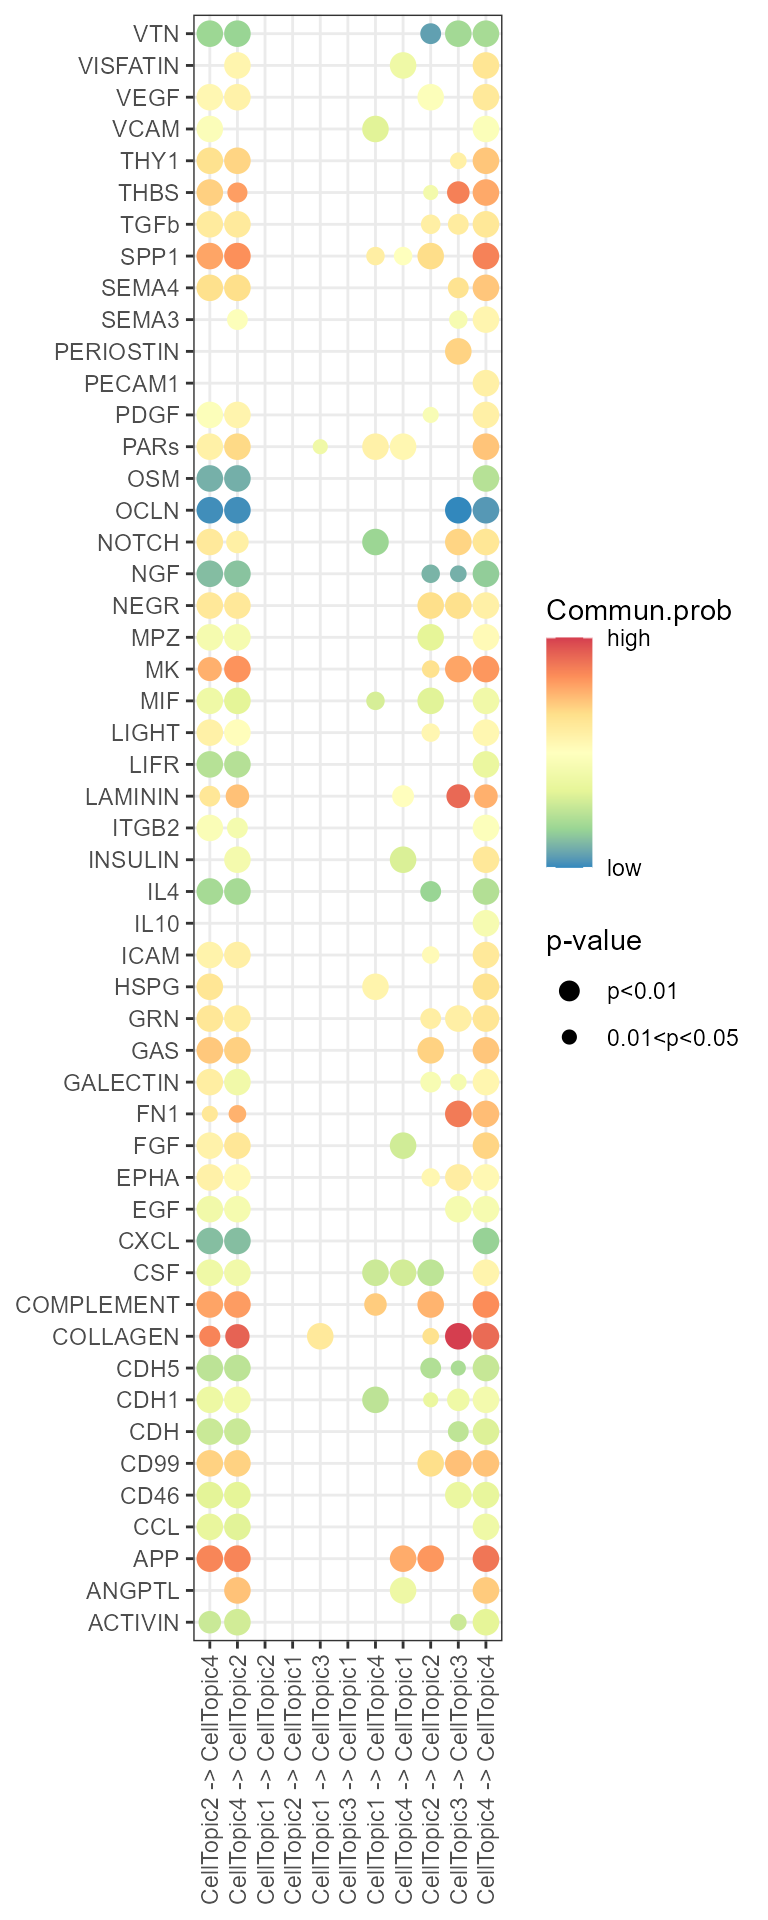 VTN
VISFATIN
VEGF
VCAM
THY1
THBS
TGFb
SPP1
SEMA4
SEMA3
PERIOSTIN
PECAM1
PDGF
PARs
OSM
OCLN
NOTCH
NGF
NEGR
MPZ
MK
MIF
LIGHT
LIFR
LAMININ
ITGB2
INSULIN
IL4
IL10
ICAM
HSPG
GRN
GAS
GALECTIN
FN1
FGF
EPHA
EGF
CXCL
CSF
COMPLEMENT
COLLAGEN
CDH5
CDH1
CDH
CD99
CD46
CCL
APP
ANGPTL
ACTIVIN
CellTopic2 -> CellTopic4
CellTopic4 -> CellTopic2
CellTopic1 -> CellTopic2
CellTopic2 -> CellTopic1
CellTopic1 -> CellTopic3
CellTopic3 -> CellTopic1
CellTopic1 -> CellTopic4
CellTopic4 -> CellTopic1
CellTopic2 -> CellTopic2
CellTopic3 -> CellTopic3
CellTopic4 -> CellTopic4
Commun.prob
high
low
p-value
p<0.01
0.01<p<0.05